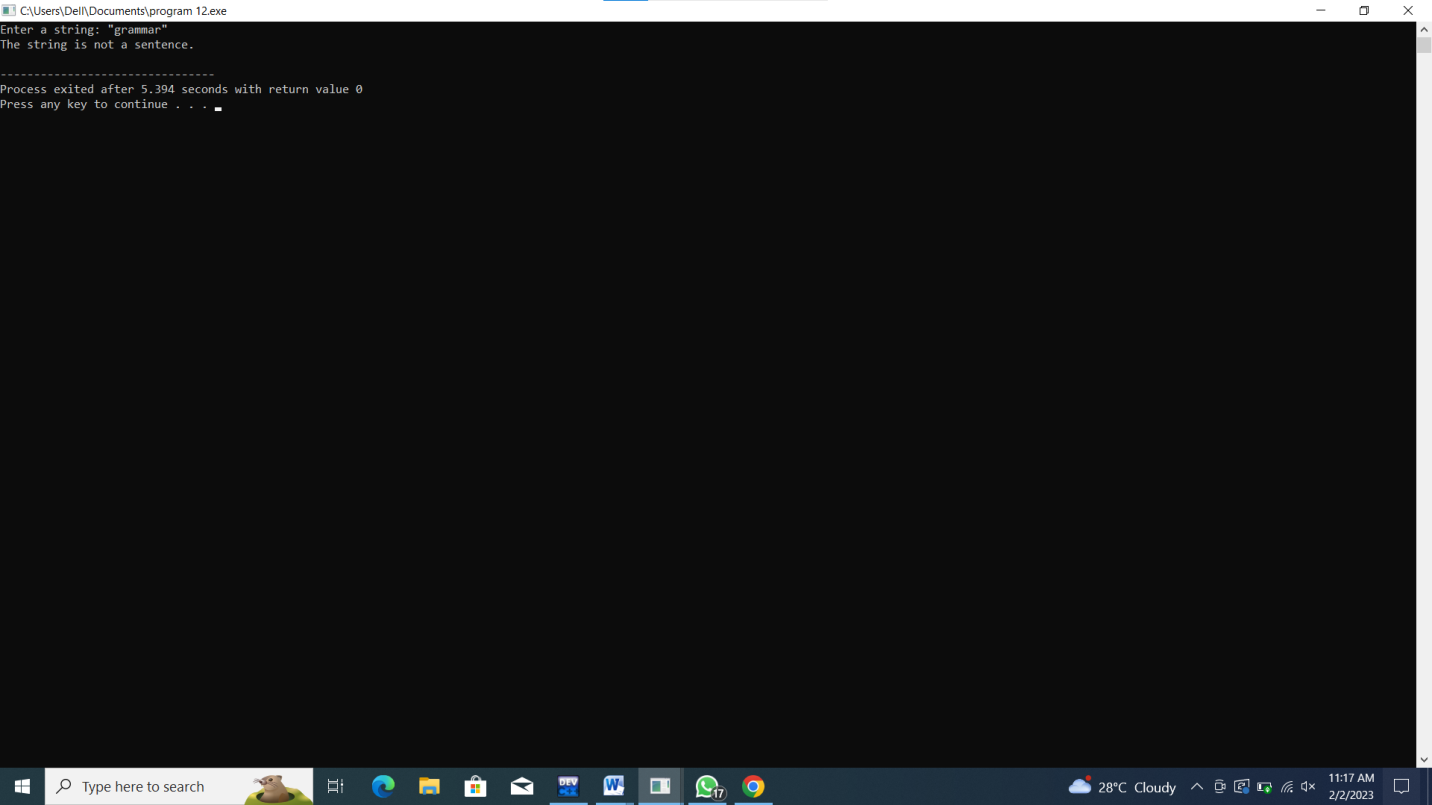 C:\Users\Dell\Documents\program 12.exe
Enter a string: "grammar"
The string is not a sentence.
--------------------------------
Process exited after 5.394 seconds with return value 0
Press any key to continue . . .
Type here to search
DEV
W
17
28°C Cloudy
11:17 AM
2/2/2023